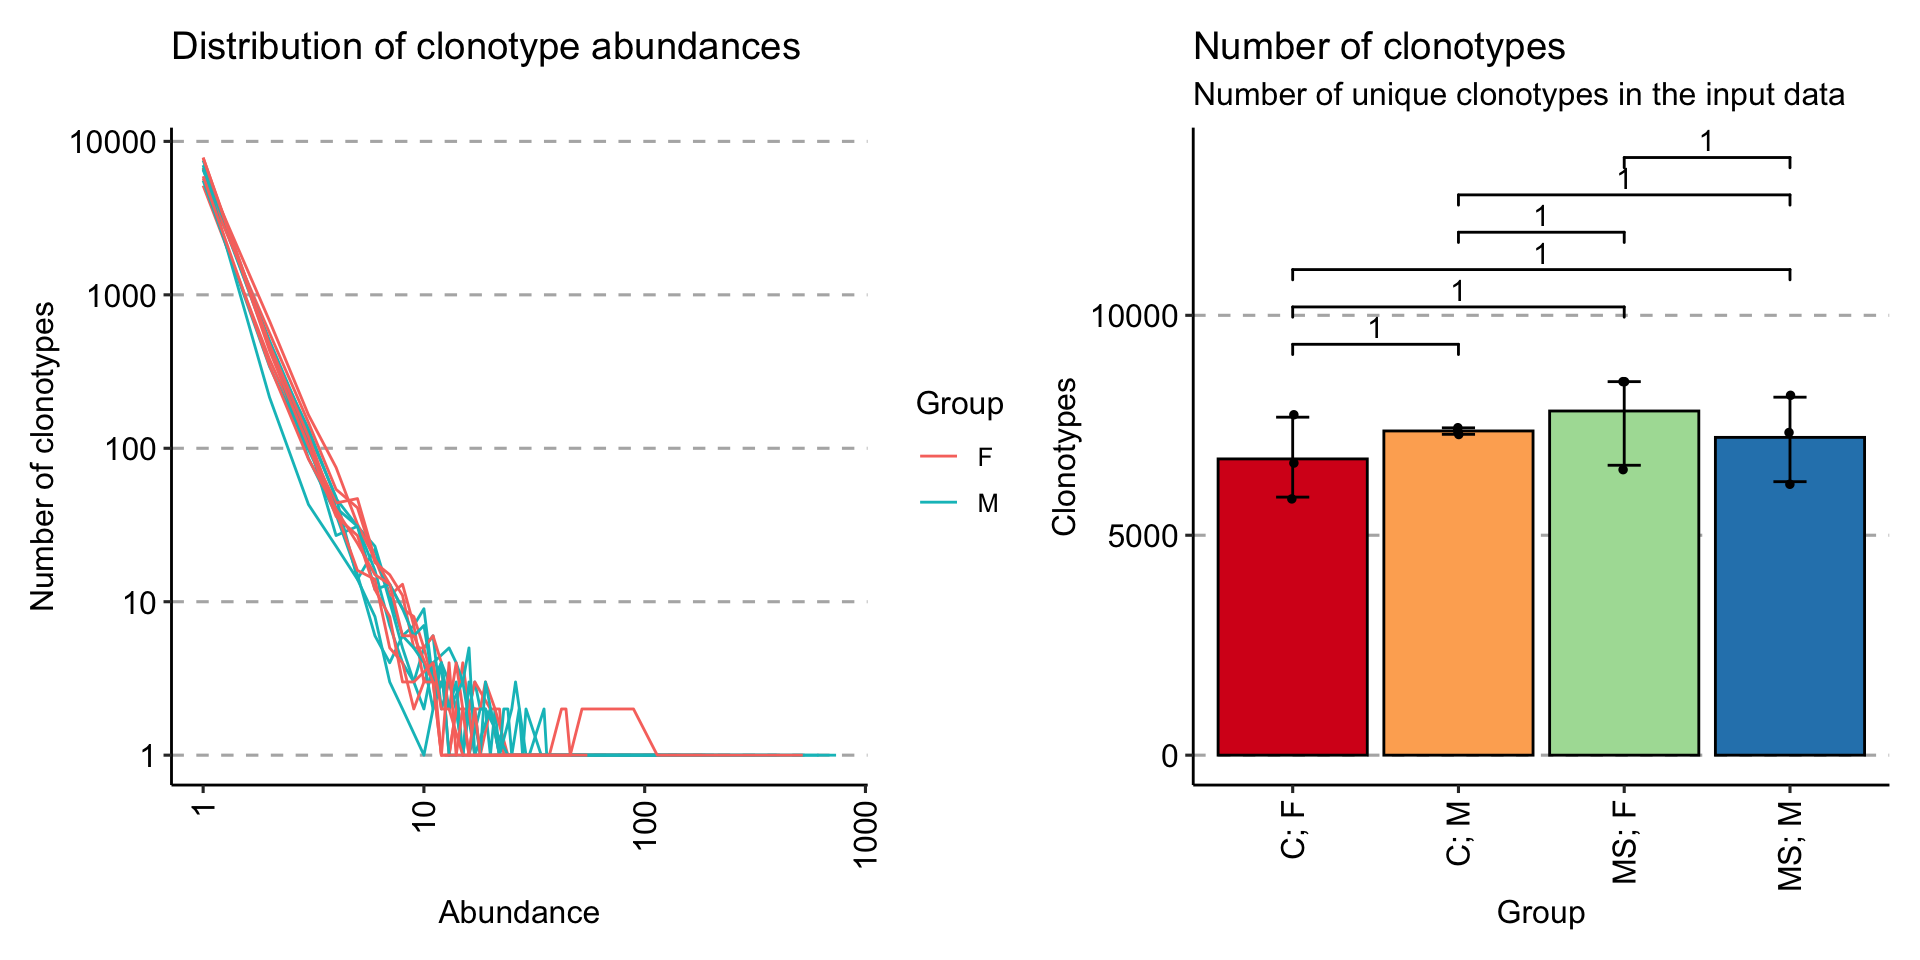 Distribution of clonotype abundances
Number of clonotypes
10000
1000
100
10
1
1
10
100
1000
Abundance
Group
F
M
Number of clonotypes
Number of unique clonotypes in the input data
Clonotypes
10000
5000
0
1
1
1
1
1
1
C; F
C; M
MS; F
MS; M
Group